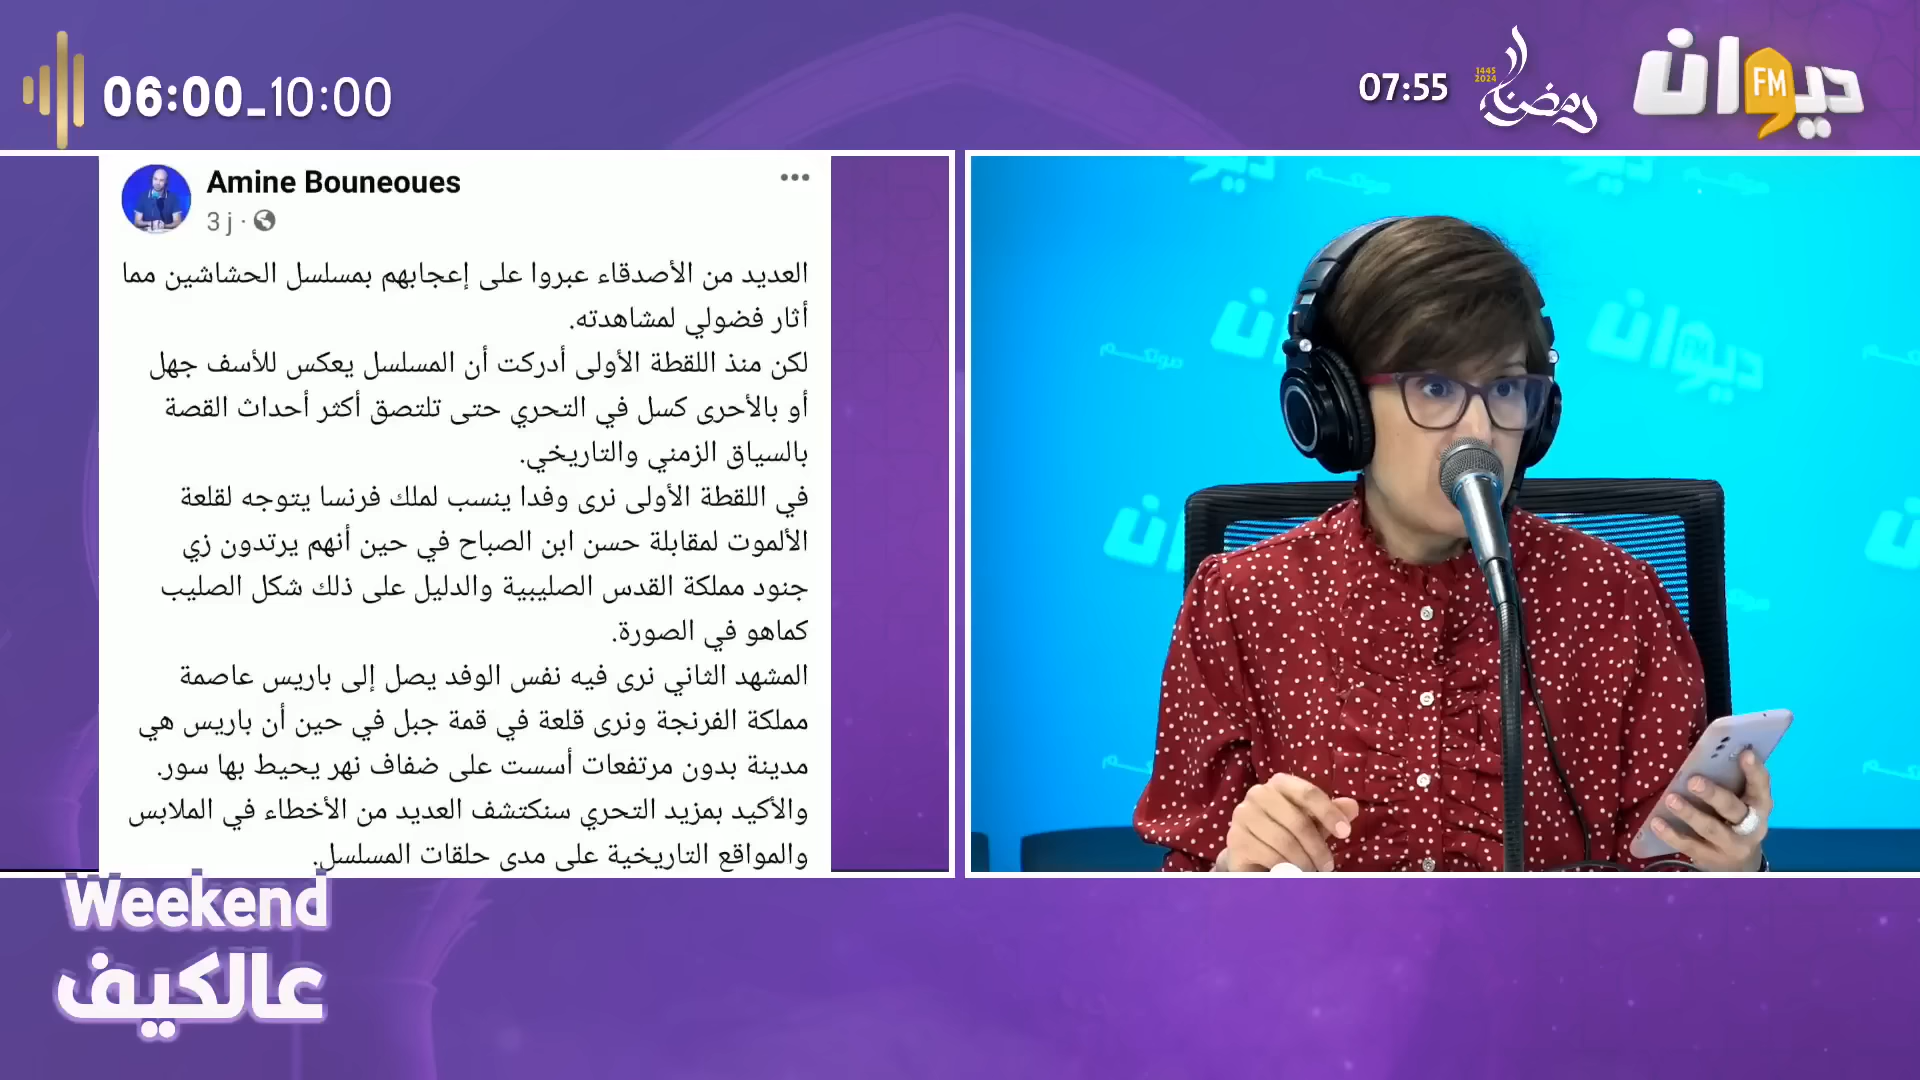 06:00_10:00
07:55
1445
2024
رمضان
ديوان
FM
Amine Bouneoues
3 j ·
العديد من الأصدقاء عبروا على إعجابهم بمسلسل الحشاشين مما
أثار فضولي لمشاهدته.
لكن منذ اللقطة الأولى أدركت أن المسلسل يعكس للأسف جهل
أو بالأحرى كسل في التحري حتى تلتصق أكثر أحداث القصة
بالسياق الزمني والتاريخي.
في اللقطة الأولى نرى وفدا ينسب لملك فرنسا يتوجه لقلعة
الألموت لمقابلة حسن ابن الصباح في حين أنهم يرتدون زي
جنود مملكة القدس الصليبية والدليل على ذلك شكل الصليب
كماهو في الصورة.
المشهد الثاني نرى فيه نفس الوفد يصل إلى باريس عاصمة
مملكة الفرنجة ونرى قلعة في قمة جبل في حين أن باريس هي
مدينة بدون مرتفعات أسست على ضفاف نهر يحيط بها سور.
والأكيد بمزيد التحري سنكتشف العديد من الأخطاء في الملابس
والمواقع التاريخية على مدى حلقات المسلسل.
ديوان
ديوانكم
ديوان
FM
Weekend
عالكيف